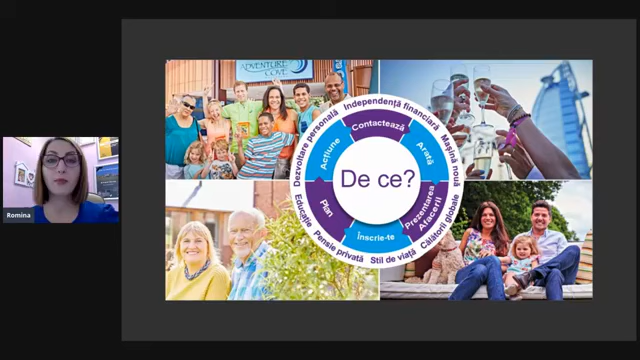 ADVENTURE
COVE
Independență financiară
Mașină nouă
Călătorii globale
Stil de viață
Pensie privată
Educație
Dezvoltare personală
Contactează
Arată
Prezentarea
Afacerii
Înscrie-te
Plan
Acțiune
De ce?
Romina